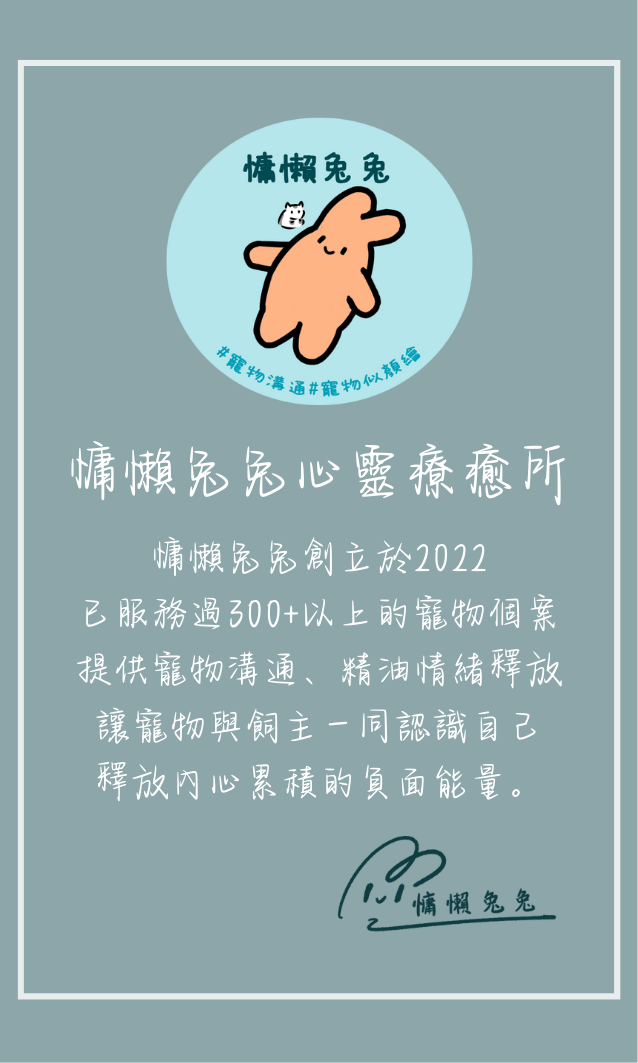 慵懶兔兔
#寵物溝通#寵物似顏繪
慵懶兔兔心靈療癒所
慵懶兔兔創立於2022
已服務過300+以上的寵物個案
提供寵物溝通、精油情緒釋放
讓寵物與飼主一同認識自己
釋放內心累積的負面能量。
慵懶兔兔